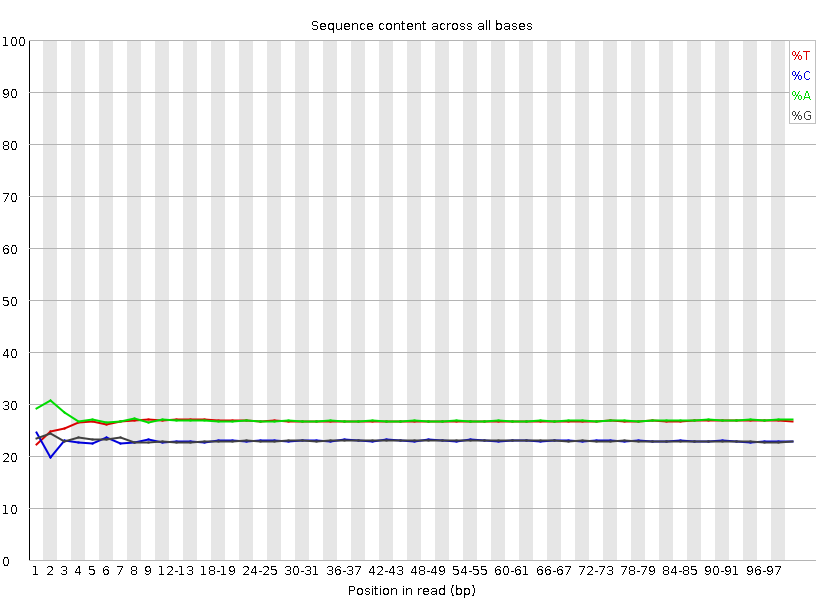 Sequence content across all bases
100
90
80
70
60
50
40
30
20
10
0
%T
%C
%A
%G
1 2 3 4 5 6 7 8 9 12-13 18-19 24-25 30-31 36-37 42-43 48-49 54-55 60-61 66-67 72-73 78-79 84-85 90-91 96-97
Position in read (bp)